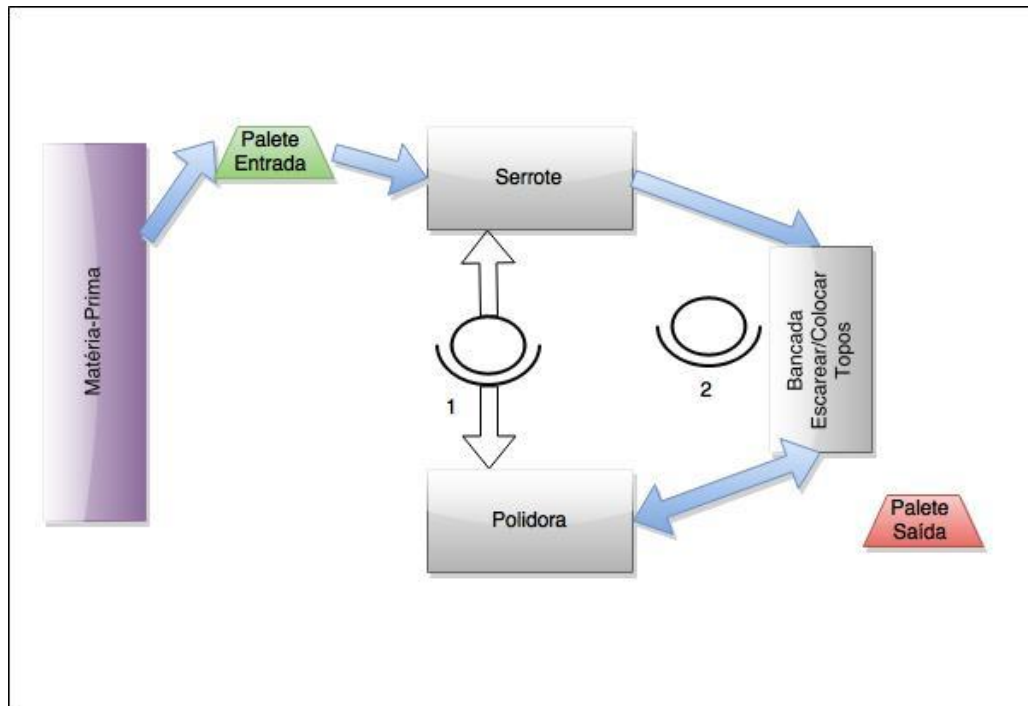 Palete
Entrada
Serrote
Matéria-Prima
Bancada
Escarear/Colocar
Topos
1
2
Polidora
Palete
Saída